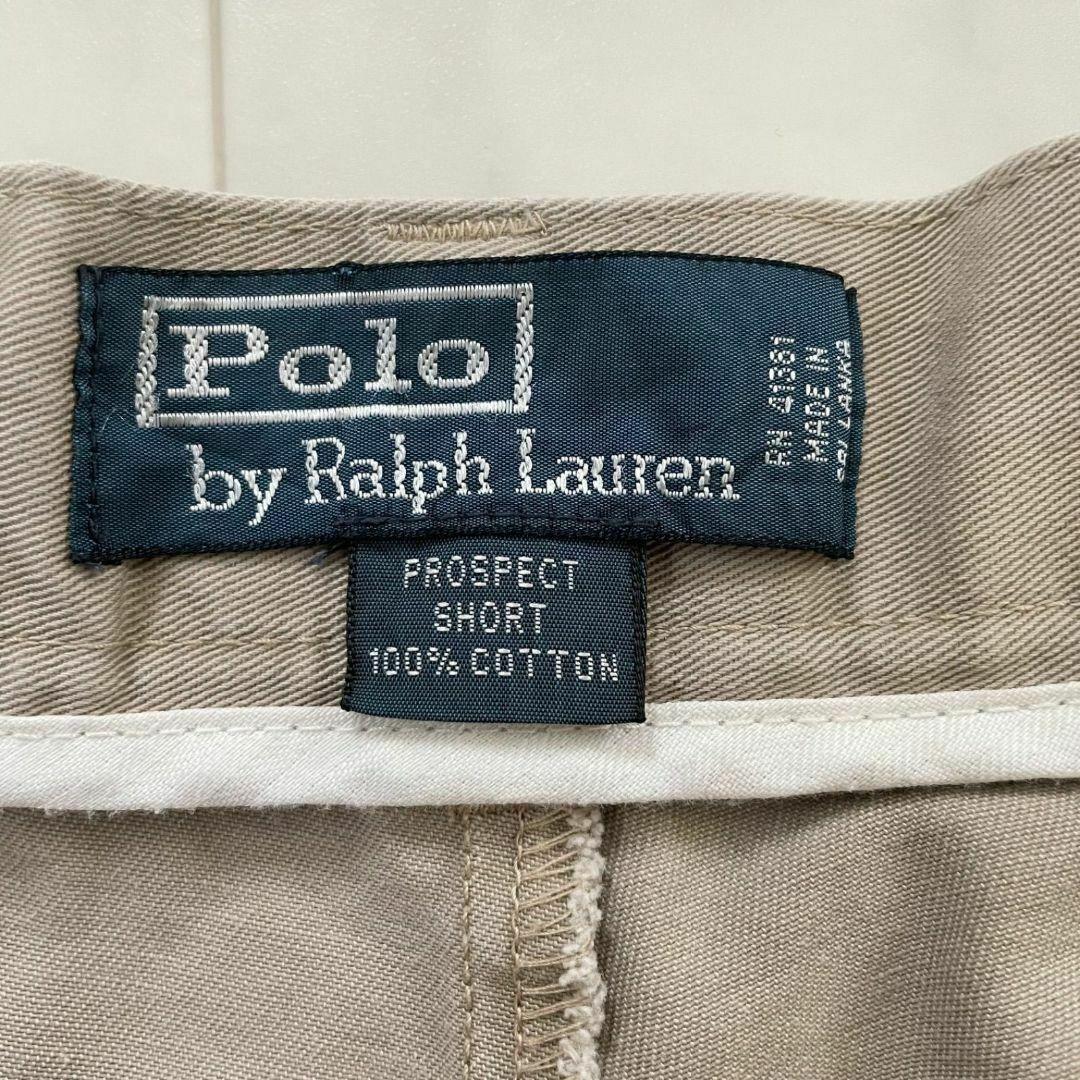 Polo
by Ralph Lauren
RN 41381
MADE IN
SRI LANKA
PROSPECT
SHORT
100% COTTON